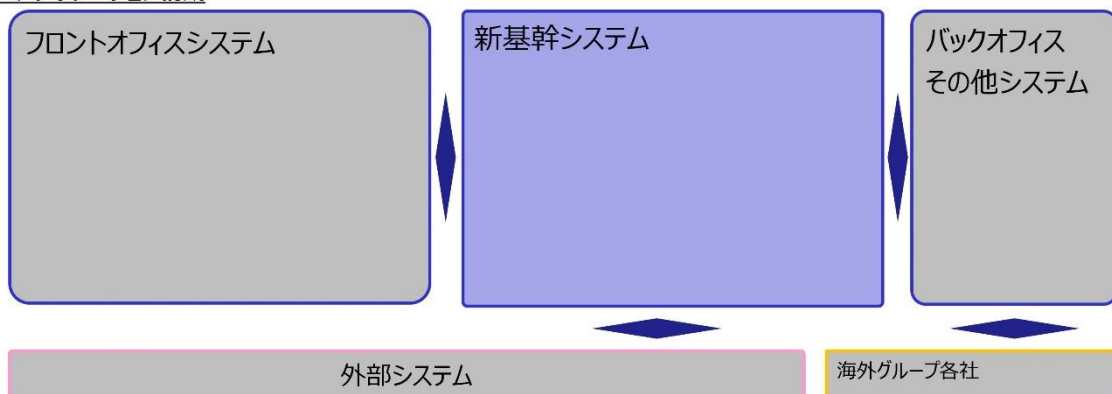 フロントオフィスシステム
新基幹システム
バックオフィス
その他システム
外部システム
海外グループ各社